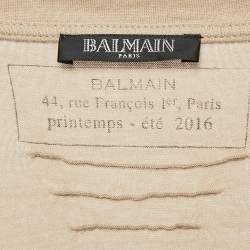 BALMAIN
PARIS
BALMAIN
44, rue François-1er, Paris
printemps - été 2016